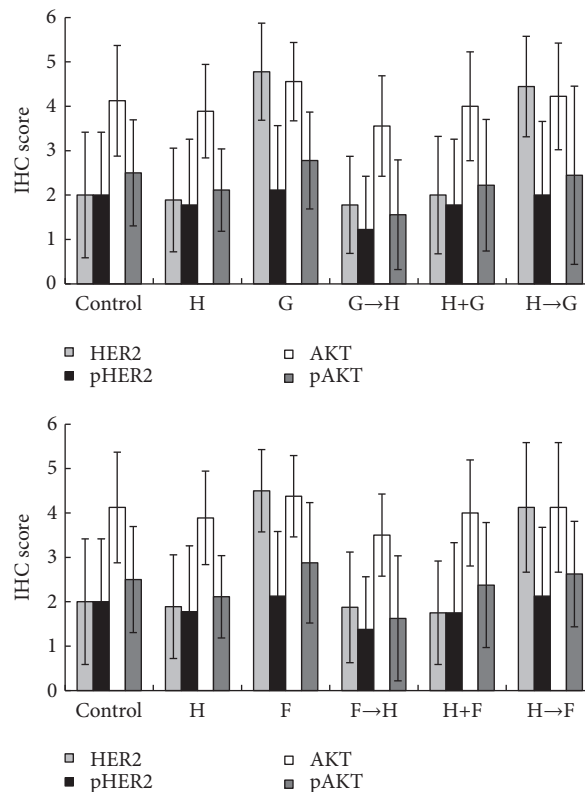 6
5
4
3
2
1
0
IHC score
Control H G G→H H+G H→G
HER2 AKT
pHER2 pAKT
6
5
4
3
2
1
0
IHC score
Control H F F→H H+F H→F
HER2 AKT
pHER2 pAKT